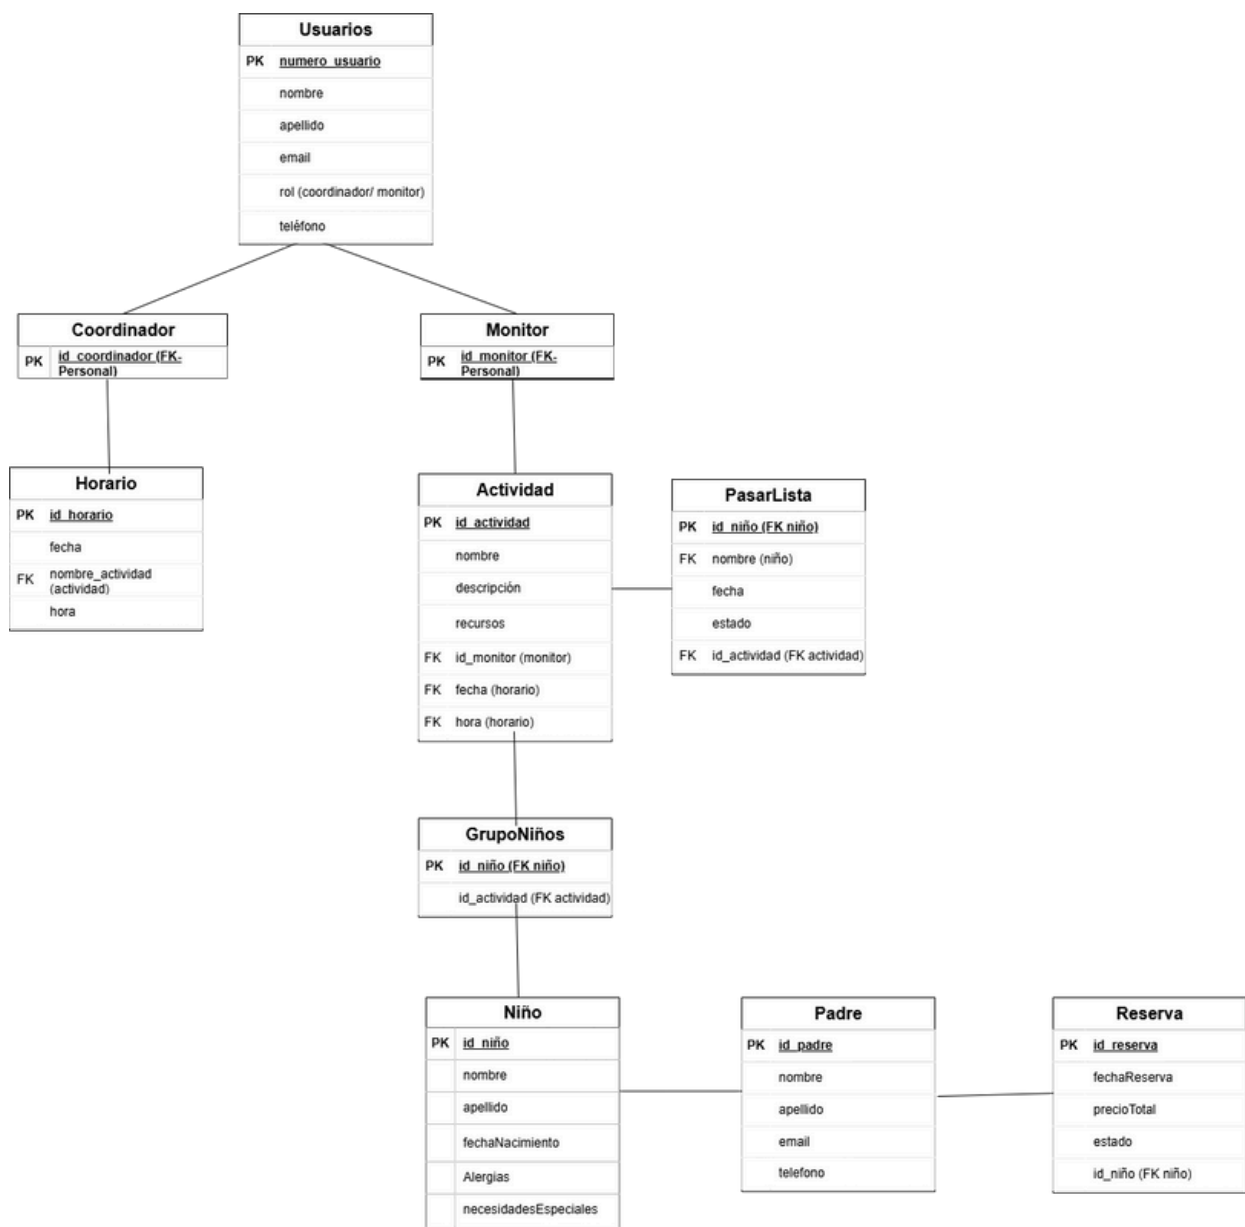 Usuarios
PK numero_usuario
nombre
apellido
email
rol (coordinador/ monitor)
teléfono
Coordinador
PK id_coordinador (FK-
Personal)
Monitor
PK id_monitor (FK-
Personal)
Horario
PK id_horario
fecha
FK nombre_actividad
(actividad)
hora
Actividad
PK id_actividad
nombre
descripción
recursos
FK id_monitor (monitor)
FK fecha (horario)
FK hora (horario)
PasarLista
PK id_niño (FK niño)
FK nombre (niño)
fecha
estado
FK id_actividad (FK actividad)
GrupoNiños
PK id_niño (FK niño)
id_actividad (FK actividad)
Niño
PK id_niño
nombre
apellido
fechaNacimiento
Alergias
necesidadesEspeciales
Padre
PK id_padre
nombre
apellido
email
telefono
Reserva
PK id_reserva
fechaReserva
precioTotal
estado
id_niño (FK niño)